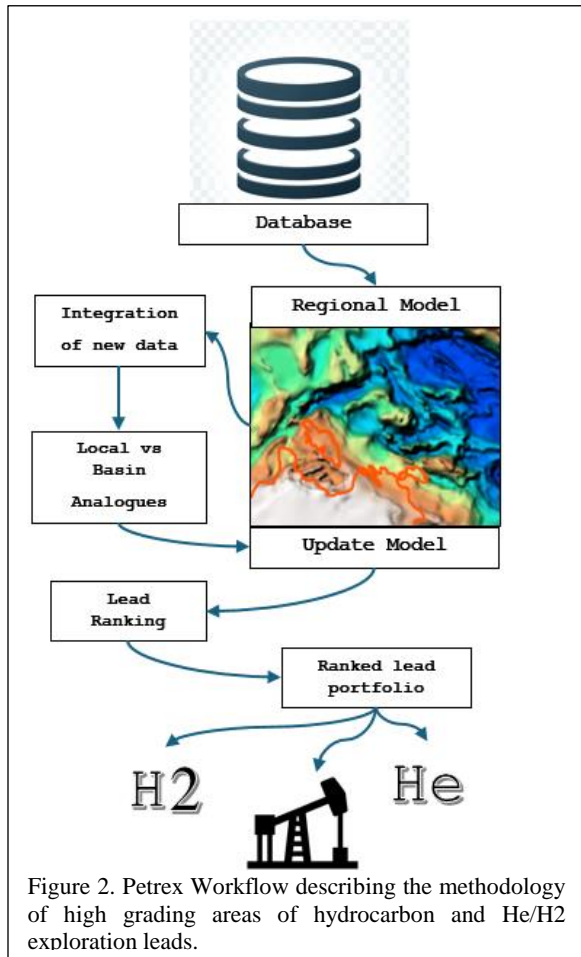 Database
Regional Model
Integration
of new data
Local vs
Basin
Analogues
Update Model
Lead
Ranking
Ranked lead
portfolio
H2
He
Figure 2. Petrex Workflow describing the methodology
of high grading areas of hydrocarbon and He/H2
exploration leads.